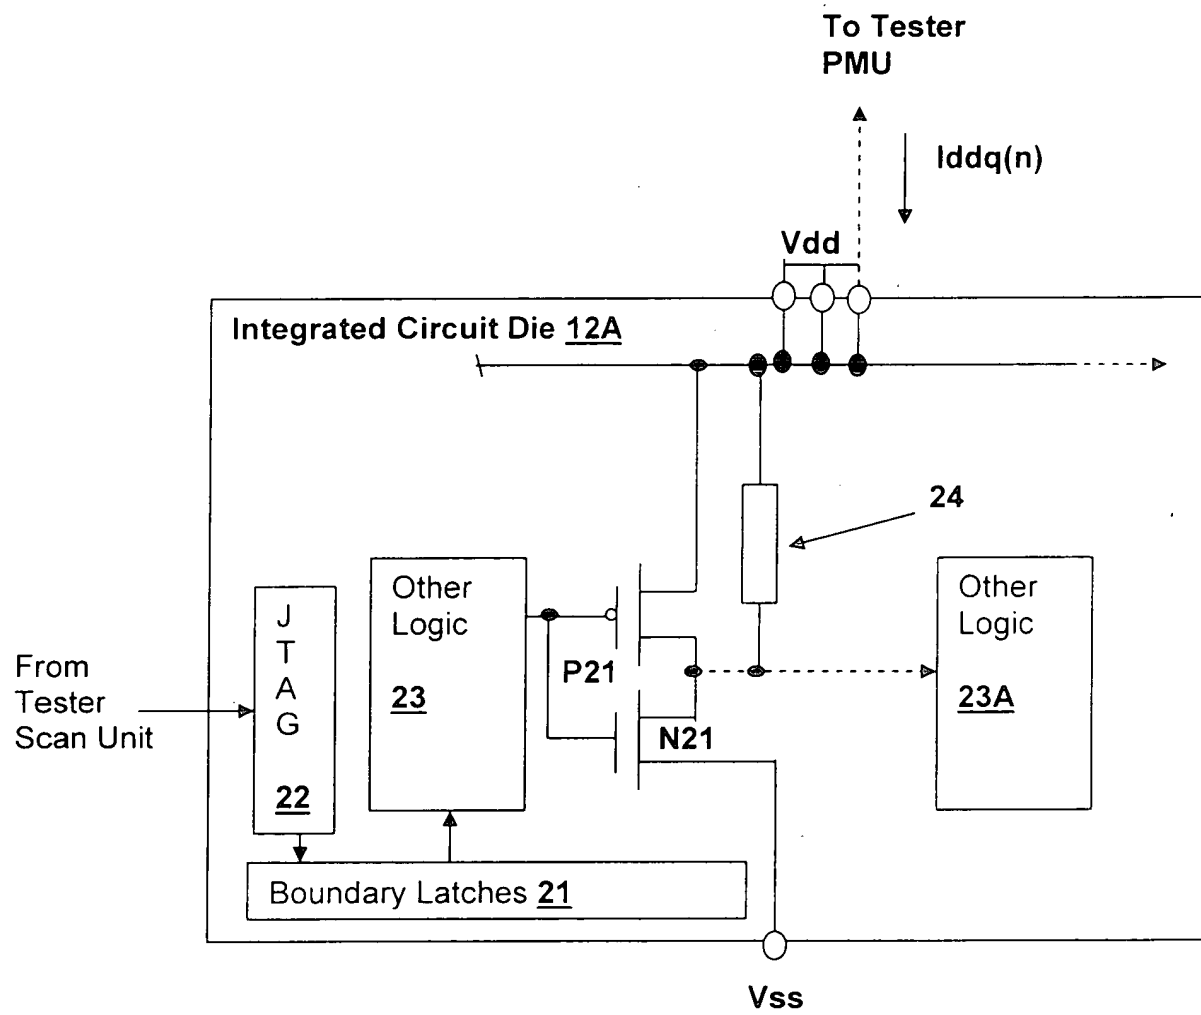 To Tester
PMU
Iddq(n)
Vdd
Integrated Circuit Die 12A
24
Other
Logic
23
J
T
A
G
22
From
Tester
Scan Unit
P21
N21
Other
Logic
23A
Boundary Latches 21
Vss